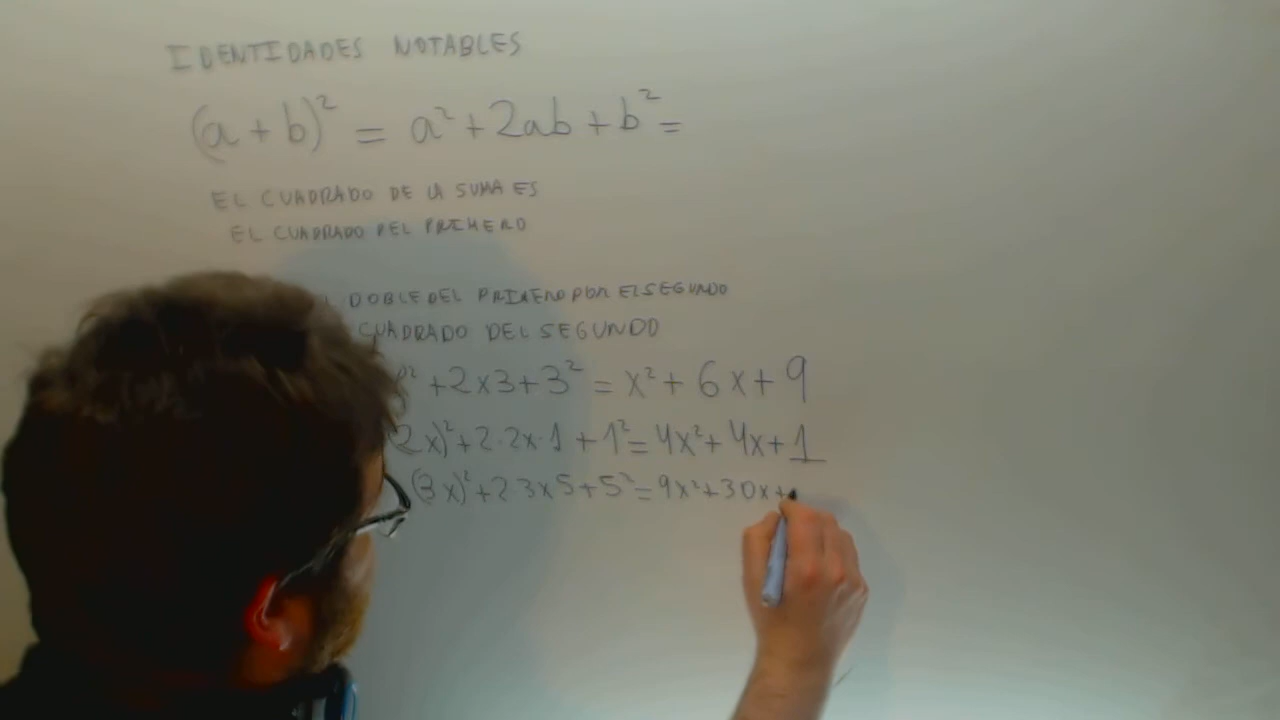 IDENTIDADES NOTABLES
(a + b)² = a² + 2ab + b² =
EL CUADRADO DE LA SUMA ES
EL CUADRADO DEL PRIMERO
DOBLE DEL PRIMERO POR EL SEGUNDO
CUADRADO DEL SEGUNDO
² + 2x3 + 3² = x² + 6x + 9
(2x)² + 2·2x·1 + 1² = 4x² + 4x + 1
(3x)² + 2 3x 5 + 5² = 9x² + 30x +